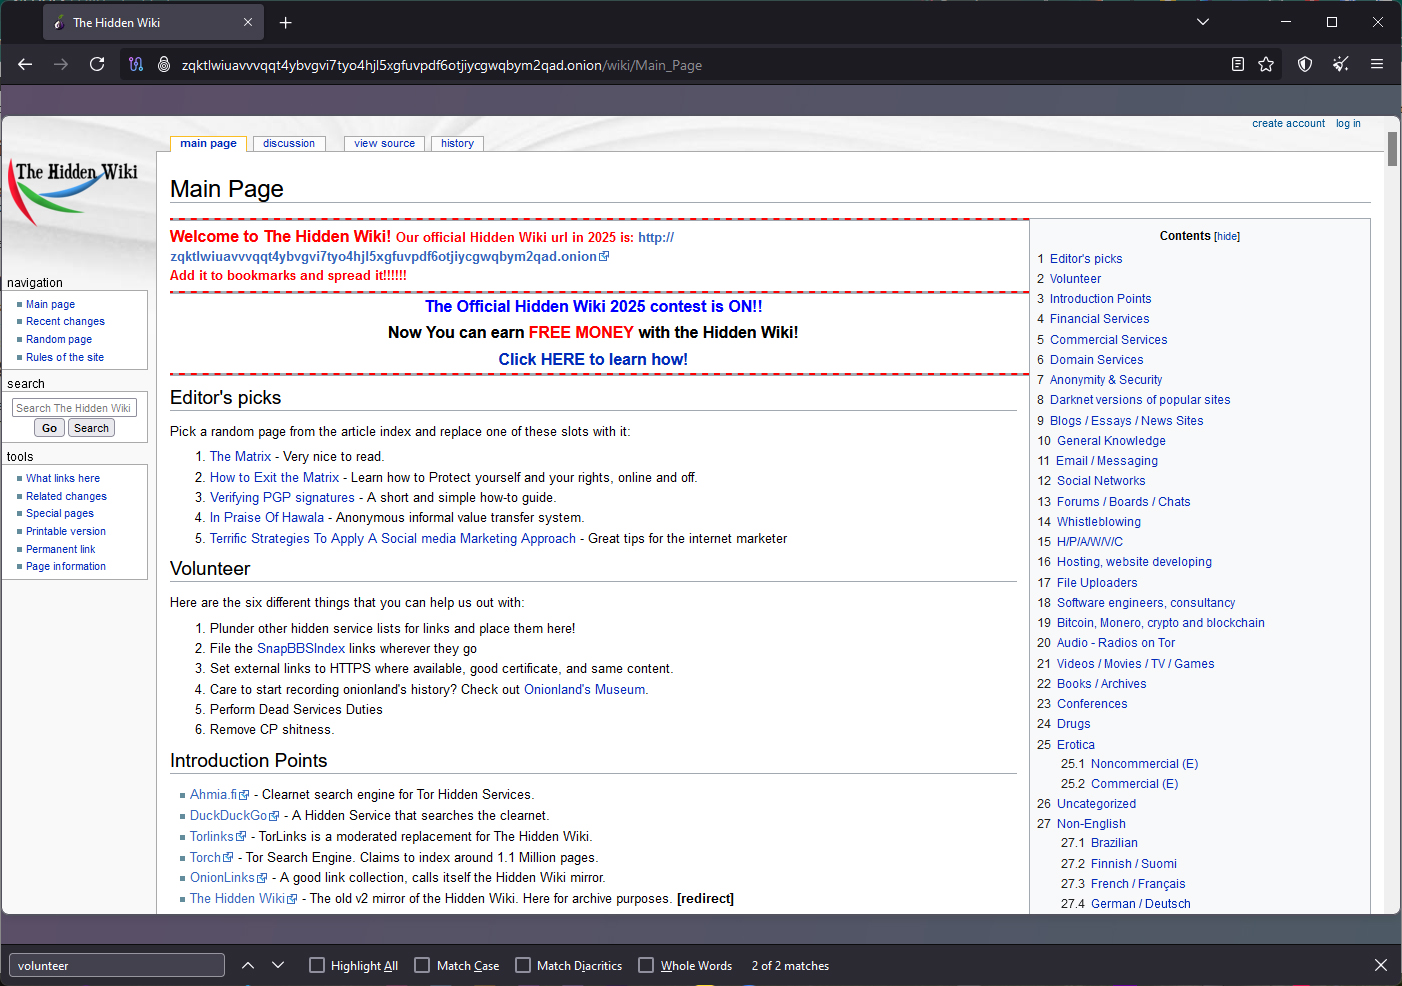 The Hidden Wiki
zqktlwiuavvvqqt4ybvgvi7tyo4hjl5xgfuvpdf6otjiycgwqbym2qad.onion/wiki/Main_Page
create account log in
main page discussion view source history
The Hidden Wiki
Main Page
Welcome to The Hidden Wiki! Our official Hidden Wiki url in 2025 is: http://
zqktlwiuavvvqqt4ybvgvi7tyo4hjl5xgfuvpdf6otjiycgwqbym2qad.onion
Add it to bookmarks and spread it!!!!!!
The Official Hidden Wiki 2025 contest is ON!!
Now You can earn FREE MONEY with the Hidden Wiki!
Click HERE to learn how!
navigation
Main page
Recent changes
Random page
Rules of the site
search
Search The Hidden Wiki
Go Search
tools
What links here
Related changes
Special pages
Printable version
Permanent link
Page information
Editor's picks
Pick a random page from the article index and replace one of these slots with it:
1. The Matrix - Very nice to read.
2. How to Exit the Matrix - Learn how to Protect yourself and your rights, online and off.
3. Verifying PGP signatures - A short and simple how-to guide.
4. In Praise Of Hawala - Anonymous informal value transfer system.
5. Terrific Strategies To Apply A Social media Marketing Approach - Great tips for the internet marketer
Volunteer
Here are the six different things that you can help us out with:
1. Plunder other hidden service lists for links and place them here!
2. File the SnapBBSIndex links wherever they go
3. Set external links to HTTPS where available, good certificate, and same content.
4. Care to start recording onionland's history? Check out Onionland's Museum.
5. Perform Dead Services Duties
6. Remove CP shitness.
Introduction Points
Ahmia.fi - Clearnet search engine for Tor Hidden Services.
DuckDuckGo - A Hidden Service that searches the clearnet.
Torlinks - TorLinks is a moderated replacement for The Hidden Wiki.
Torch - Tor Search Engine. Claims to index around 1.1 Million pages.
OnionLinks - A good link collection, calls itself the Hidden Wiki mirror.
The Hidden Wiki - The old v2 mirror of the Hidden Wiki. Here for archive purposes. [redirect]
Contents [hide]
1 Editor's picks
2 Volunteer
3 Introduction Points
4 Financial Services
5 Commercial Services
6 Domain Services
7 Anonymity & Security
8 Darknet versions of popular sites
9 Blogs / Essays / News Sites
10 General Knowledge
11 Email / Messaging
12 Social Networks
13 Forums / Boards / Chats
14 Whistleblowing
15 H/P/A/W/V/C
16 Hosting, website developing
17 File Uploaders
18 Software engineers, consultancy
19 Bitcoin, Monero, crypto and blockchain
20 Audio - Radios on Tor
21 Videos / Movies / TV / Games
22 Books / Archives
23 Conferences
24 Drugs
25 Erotica
25.1 Noncommercial (E)
25.2 Commercial (E)
26 Uncategorized
27 Non-English
27.1 Brazilian
27.2 Finnish / Suomi
27.3 French / Français
27.4 German / Deutsch
volunteer Highlight All Match Case Match Diacritics Whole Words 2 of 2 matches